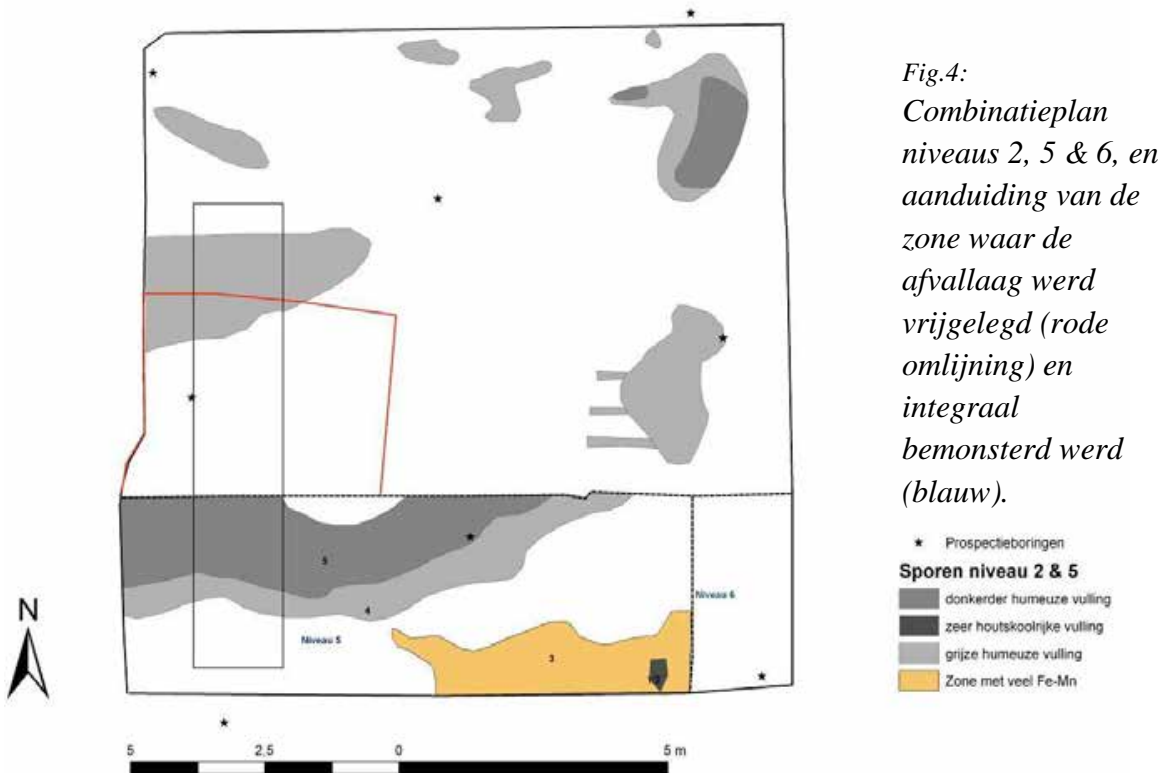 Fig.4:
Combinatieplan
niveaus 2, 5 & 6, en
aanduiding van de
zone waar de
afvallaag werd
vrijgelegd (rode
omlijning) en
integraal
bemonsterd werd
(blauw).
Prospectieboringen
Sporen niveau 2 & 5
donkerder humeuze vulling
zeer houtskoolrijke vulling
grijze humeuze vulling
Zone met veel Fe-Mn
5
4
Niveau 6
Niveau 5
3
N
5 2,5 0 5 m